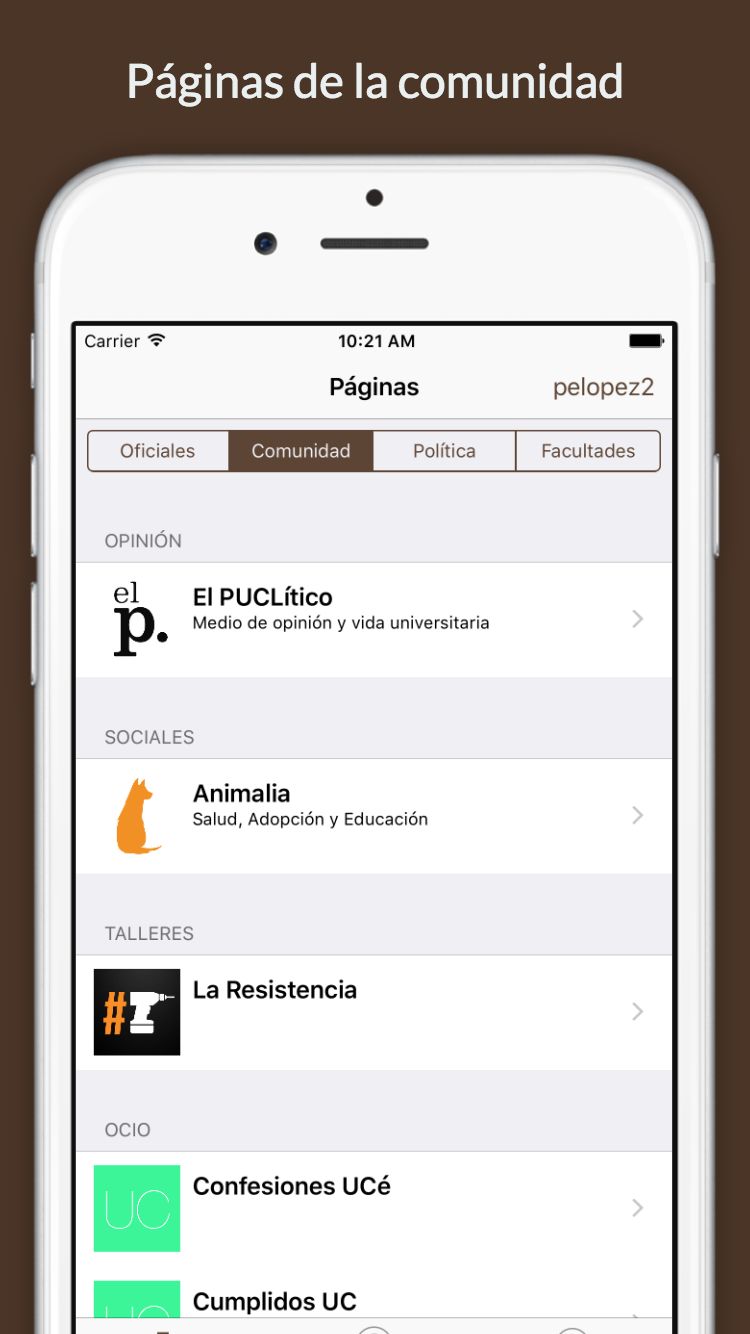 Páginas de la comunidad
Carrier 10:21 AM
Páginas pelopez2
Oficiales Comunidad Política Facultades
OPINIÓN
el
p.
El PUCLítico
Medio de opinión y vida universitaria
SOCIALES
Animalia
Salud, Adopción y Educación
TALLERES
#
La Resistencia
OCIO
UC
Confesiones UCé
UC
Cumplidos UC